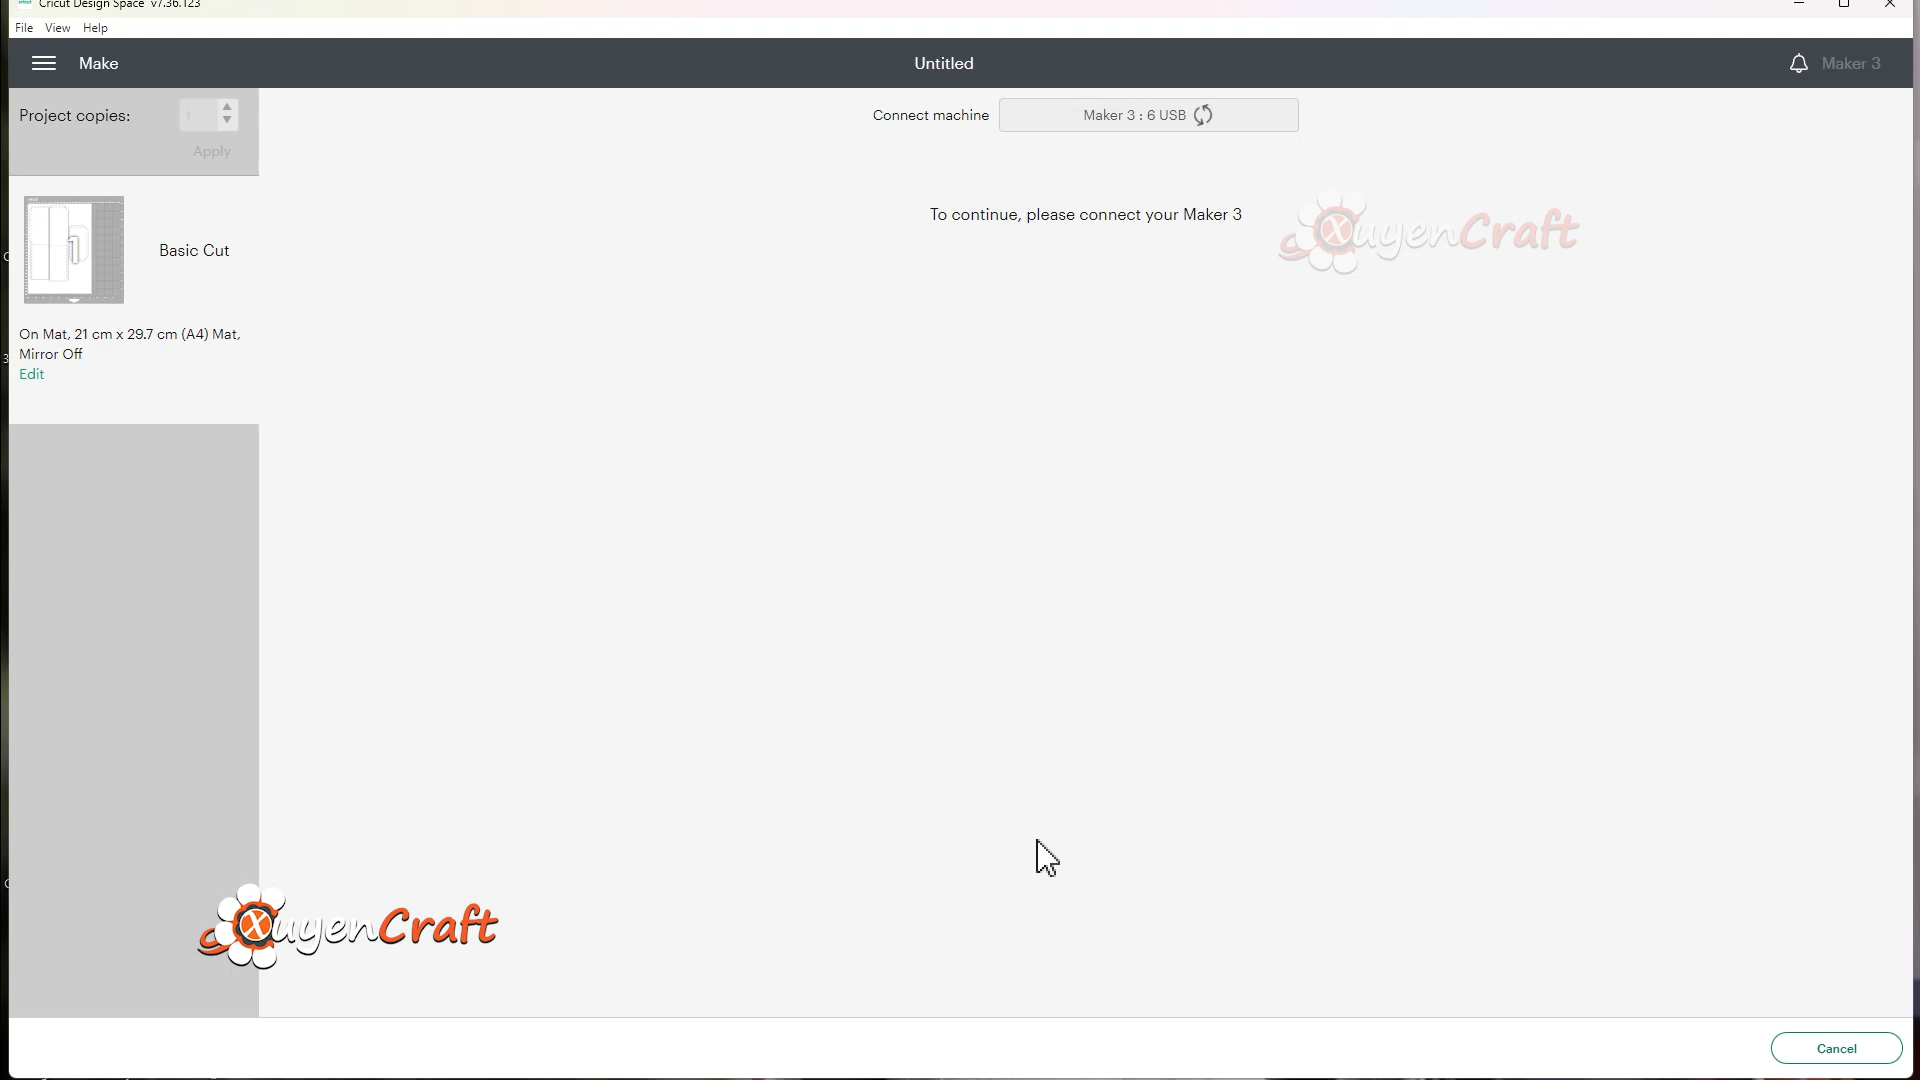 Cricut Design Space v7.36.123
File View Help
Make
Untitled
Maker 3
Project copies:
1
Apply
Connect machine
Maker 3 : 6 USB
To continue, please connect your Maker 3
XuyenCraft
Basic Cut
On Mat, 21 cm x 29.7 cm (A4) Mat,
Mirror Off
Edit
XuyenCraft
Cancel